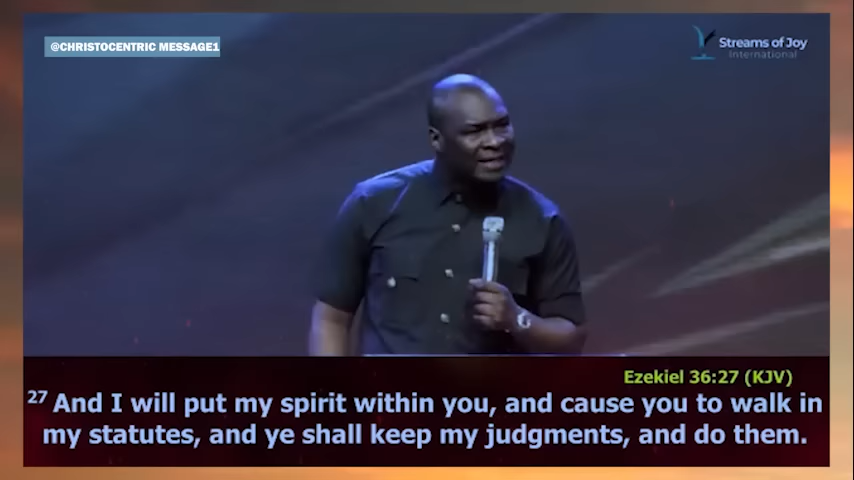 @CHRISTOCENTRIC MESSAGE1
Streams of Joy
International
Ezekiel 36:27 (KJV)
27 And I will put my spirit within you, and cause you to walk in
my statutes, and ye shall keep my judgments, and do them.